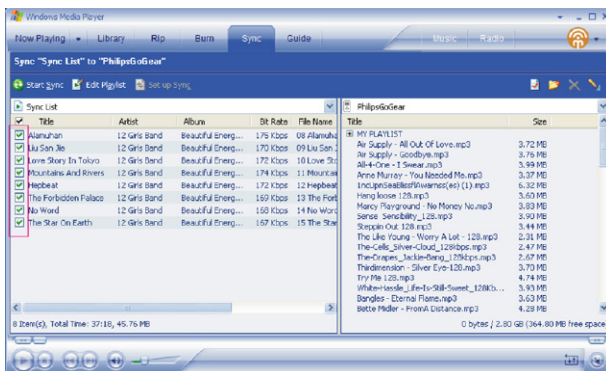 Windows Media Player
Now Playing Library Rip Burn Sync Guide Music Radio
Sync "Sync List" to "PhilipsGoGear"
Start Sync Edit Playlist Set up Sync
Sync List PhilipsGoGear
Title Artist Album Bit Rate File Name Title Size
Alamuhan 12 Girls Band Beautiful Energ... 175 Kbps 08 Alamuha
Liu San Jie 12 Girls Band Beautiful Energ... 170 Kbps 09 Liu San J
Love Story In Tokyo 12 Girls Band Beautiful Energ... 172 Kbps 10 Love Sto
Mountains And Rivers 12 Girls Band Beautiful Energ... 174 Kbps 11 Mountain
Hepbeat 12 Girls Band Beautiful Energ... 172 Kbps 12 Hepbeat
The Forbidden Palace 12 Girls Band Beautiful Energ... 169 Kbps 13 The Forb
No Word 12 Girls Band Beautiful Energ... 168 Kbps 14 No Word
The Star On Earth 12 Girls Band Beautiful Energ... 167 Kbps 15 The Star
MY PLAYLIST
Air Supply - All Out Of Love.mp3 3.72 MB
Air Supply - Goodbye.mp3 3.76 MB
All-4-One - I Swear.mp3 3.99 MB
Anne Murray - You Needed Me.mp3 3.37 MB
6.32 MB
Hang loose 128.mp3 3.60 MB
Marcy Playground - No Money No.mp3 3.83 MB
Sense Sensibility_128.mp3 3.90 MB
Steppin Out 128.mp3 3.44 MB
The Like Young - Worry A Lot - 128.mp3 2.31 MB
The-Cells_Silver-Cloud_128kbps.mp3 2.47 MB
The-Drapes_Jackie-Bang_128kbps.mp3 2.67 MB
Thirdimension - Silver Eye-128.mp3 3.70 MB
Try Me 128.mp3 4.74 MB
White-Hassle_Life-Is-Still-Sweet_128kb... 3.93 MB
Bangles - Eternal Flame.mp3 3.63 MB
Bette Midler - From A Distance.mp3 4.28 MB
8 Item(s), Total Time: 37:18, 45.76 MB 0 bytes / 2.80 GB (364.80 MB free space